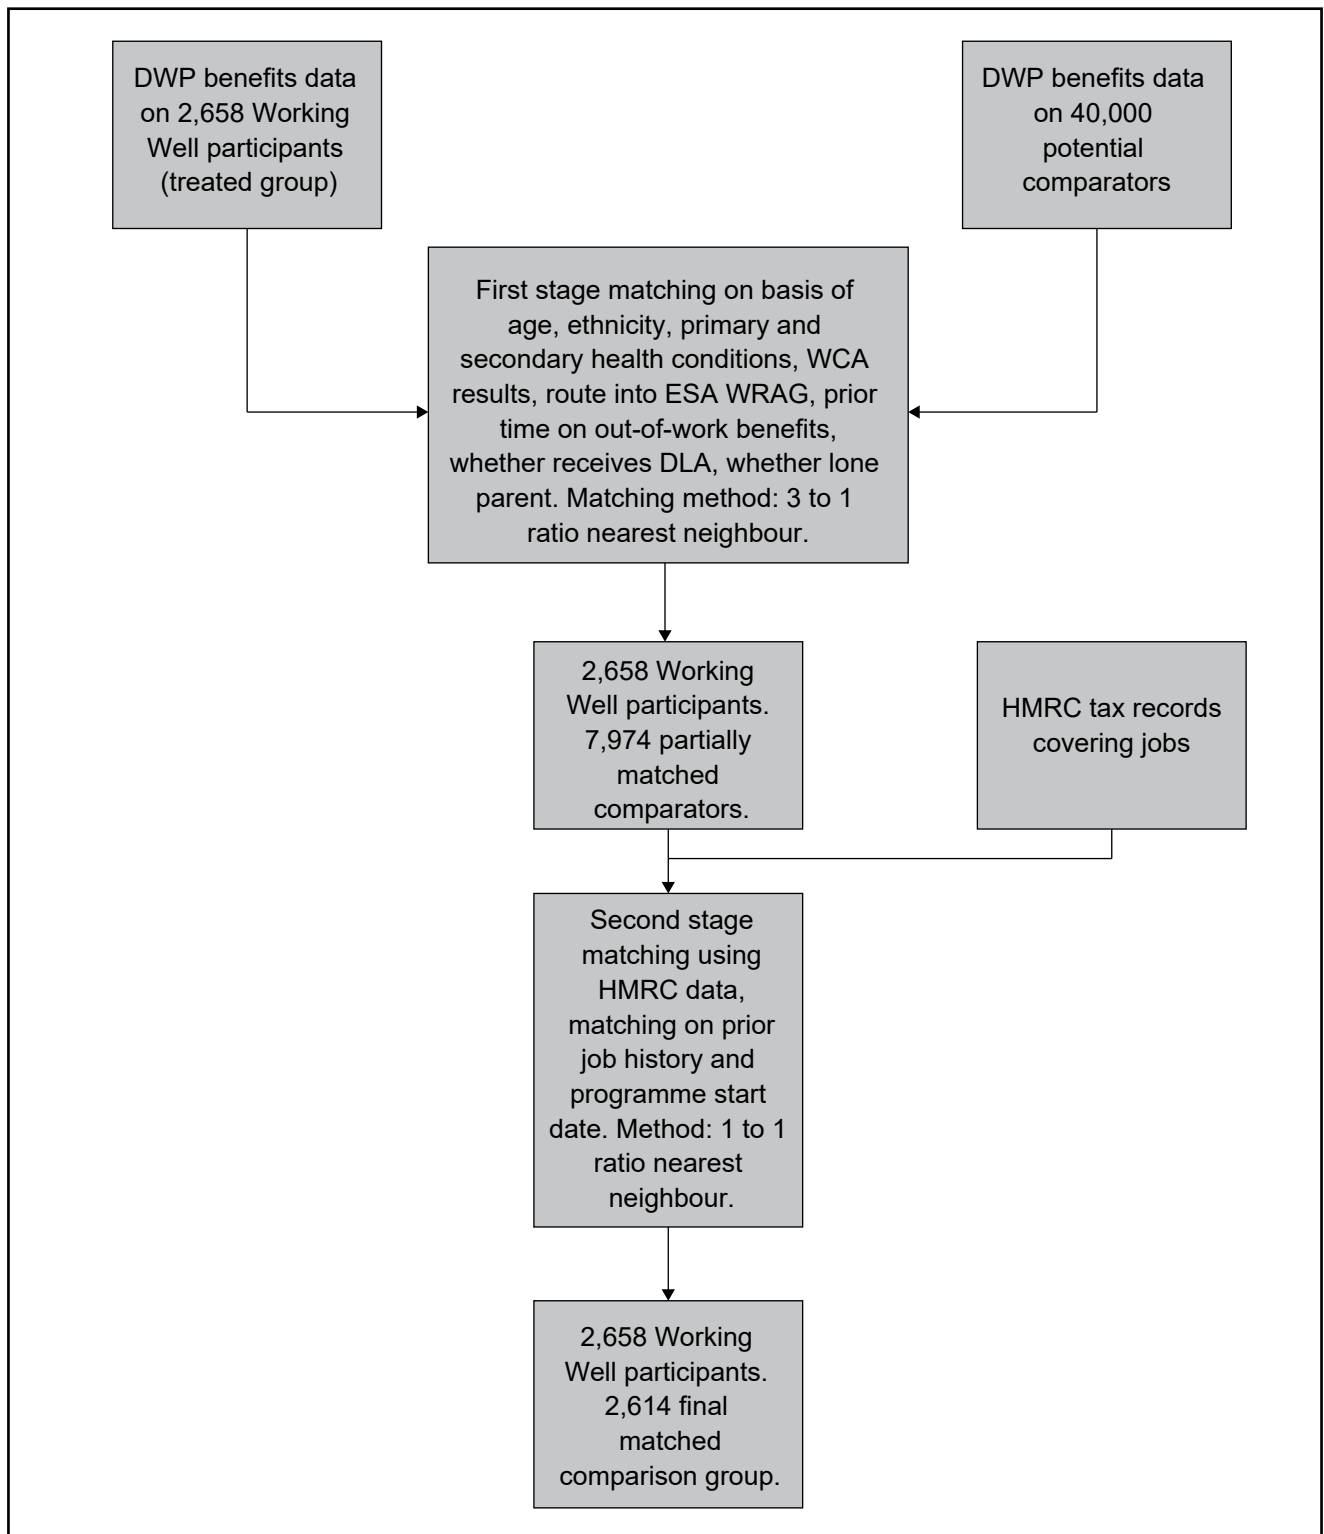 DWP benefits data
on 2,658 Working
Well participants
(treated group)
DWP benefits data
on 40,000
potential
comparators
First stage matching on basis of
age, ethnicity, primary and
secondary health conditions, WCA
results, route into ESA WRAG, prior
time on out-of-work benefits,
whether receives DLA, whether lone
parent. Matching method: 3 to 1
ratio nearest neighbour.
2,658 Working
Well participants.
7,974 partially
matched
comparators.
HMRC tax records
covering jobs
Second stage
matching using
HMRC data,
matching on prior
job history and
programme start
date. Method: 1 to 1
ratio nearest
neighbour.
2,658 Working
Well participants.
2,614 final
matched
comparison group.